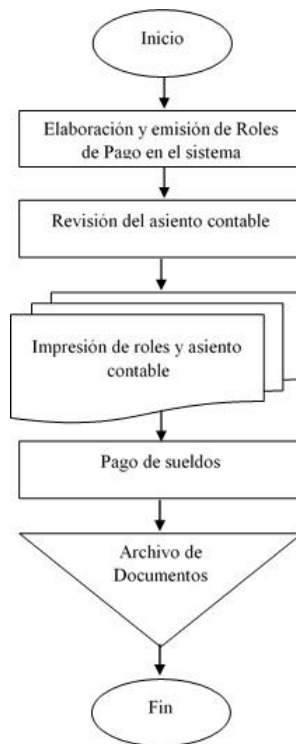 Inicio
Elaboración y emisión de Roles
de Pago en el sistema
Revisión del asiento contable
Impresión de roles y asiento
contable
Pago de sueldos
Archivo de
Documentos
Fin